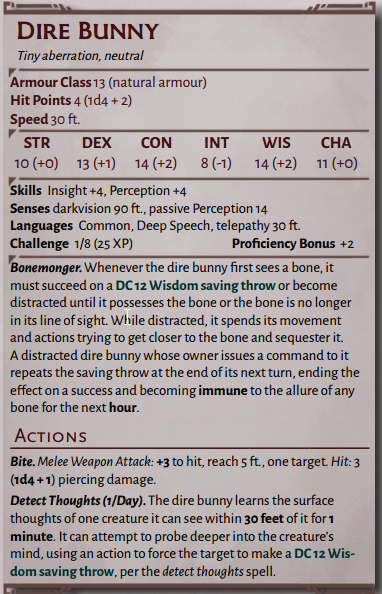 Dire Bunny
Tiny aberration, neutral
Armour Class 13 (natural armour)
Hit Points 4 (1d4 + 2)
Speed 30 ft.
STR DEX CON INT WIS CHA
10 (+0) 13 (+1) 14 (+2) 8 (-1) 14 (+2) 11 (+0)
Skills Insight +4, Perception +4
Senses darkvision 90 ft., passive Perception 14
Languages Common, Deep Speech, telepathy 30 ft.
Challenge 1/8 (25 XP) Proficiency Bonus +2
Bonemonger. Whenever the dire bunny first sees a bone, it
must succeed on a DC 12 Wisdom saving throw or become
distracted until it possesses the bone or the bone is no longer
in its line of sight. While distracted, it spends its movement
and actions trying to get closer to the bone and sequester it.
A distracted dire bunny whose owner issues a command to it
repeats the saving throw at the end of its next turn, ending the
effect on a success and becoming immune to the allure of any
bone for the next hour.
Actions
Bite. Melee Weapon Attack: +3 to hit, reach 5 ft., one target. Hit: 3
(1d4 + 1) piercing damage.
Detect Thoughts (1/Day). The dire bunny learns the surface
thoughts of one creature it can see within 30 feet of it for 1
minute. It can attempt to probe deeper into the creature's
mind, using an action to force the target to make a DC 12 Wis-
dom saving throw, per the detect thoughts spell.